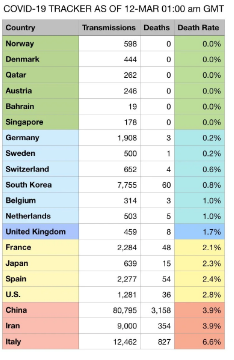 COVID-19 TRACKER AS OF 12-MAR 01:00 am GMT
Country Transmissions Deaths Death Rate
Norway 598 0 0.0%
Denmark 444 0 0.0%
Qatar 262 0 0.0%
Austria 246 0 0.0%
Bahrain 19 0 0.0%
Singapore 178 0 0.0%
Germany 1,908 3 0.2%
Sweden 500 1 0.2%
Switzerland 652 4 0.6%
South Korea 7,755 60 0.8%
Belgium 314 3 1.0%
Netherlands 503 5 1.0%
United Kingdom 459 8 1.7%
France 2,284 48 2.1%
Japan 639 15 2.3%
Spain 2,277 54 2.4%
U.S. 1,281 36 2.8%
China 80,795 3,158 3.9%
Iran 9,000 354 3.9%
Italy 12,462 827 6.6%